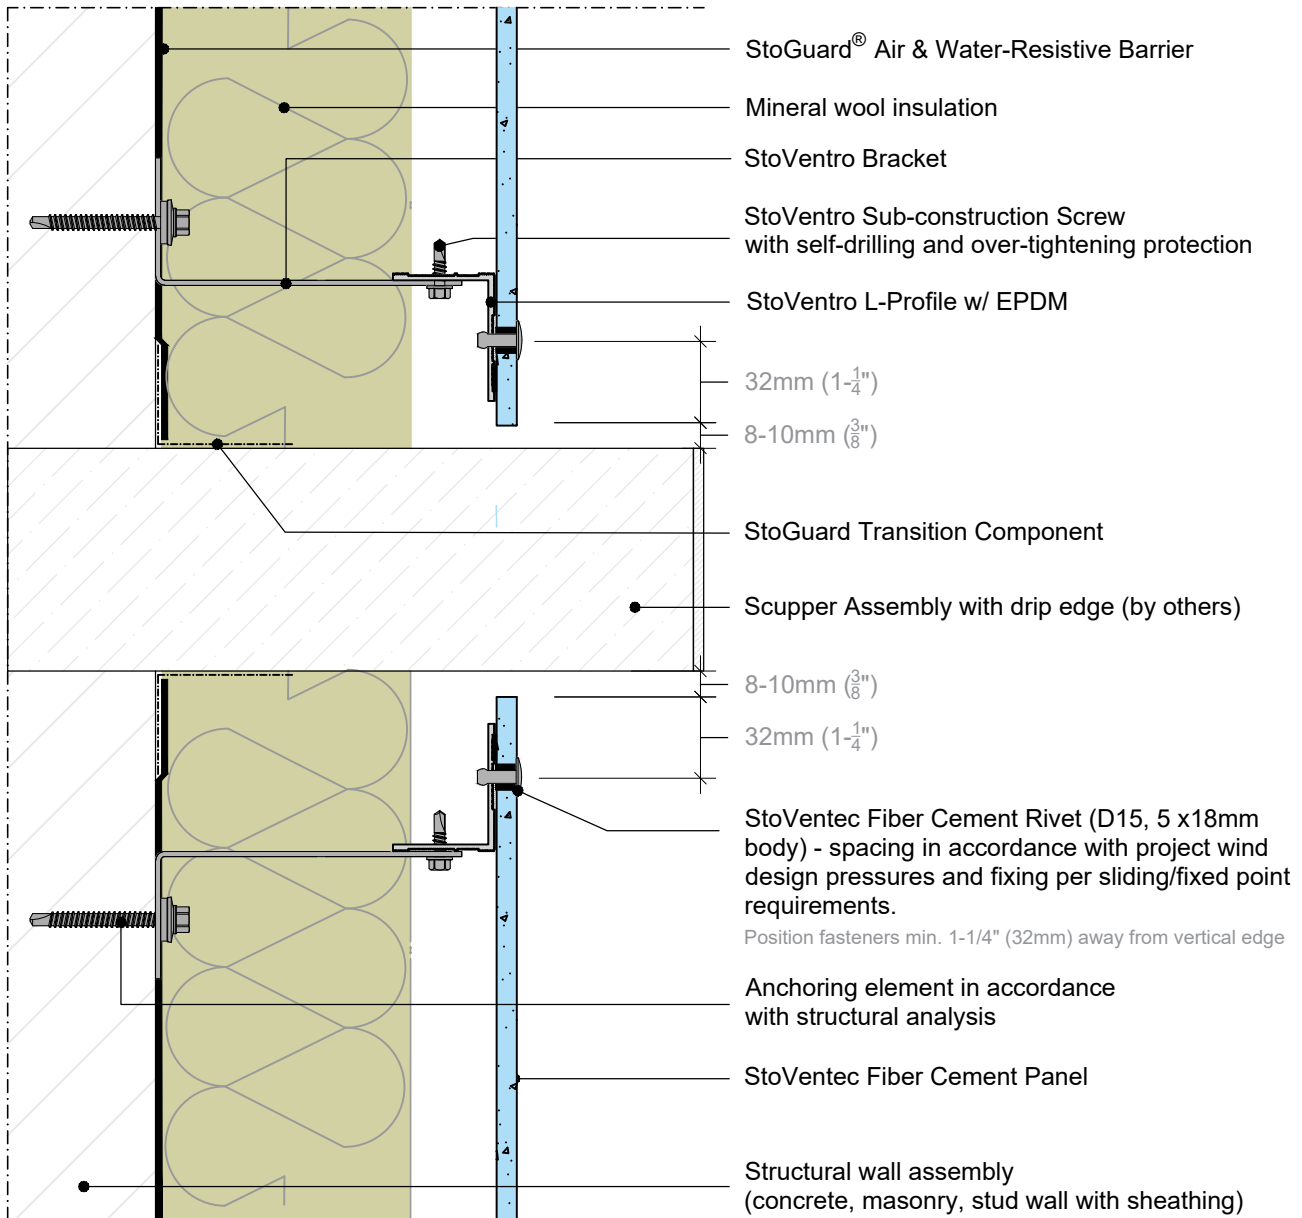 StoGuard® Air & Water-Resistive Barrier
Mineral wool insulation
StoVentro Bracket
StoVentro Sub-construction Screw
with self-drilling and over-tightening protection
StoVentro L-Profile w/ EPDM
32mm (1-1/4")
8-10mm (3/8")
StoGuard Transition Component
Scupper Assembly with drip edge (by others)
8-10mm (3/8")
32mm (1-1/4")
StoVentec Fiber Cement Rivet (D15, 5 x18mm
body) - spacing in accordance with project wind
design pressures and fixing per sliding/fixed point
requirements.
Position fasteners min. 1-1/4" (32mm) away from vertical edge
Anchoring element in accordance
with structural analysis
StoVentec Fiber Cement Panel
Structural wall assembly
(concrete, masonry, stud wall with sheathing)